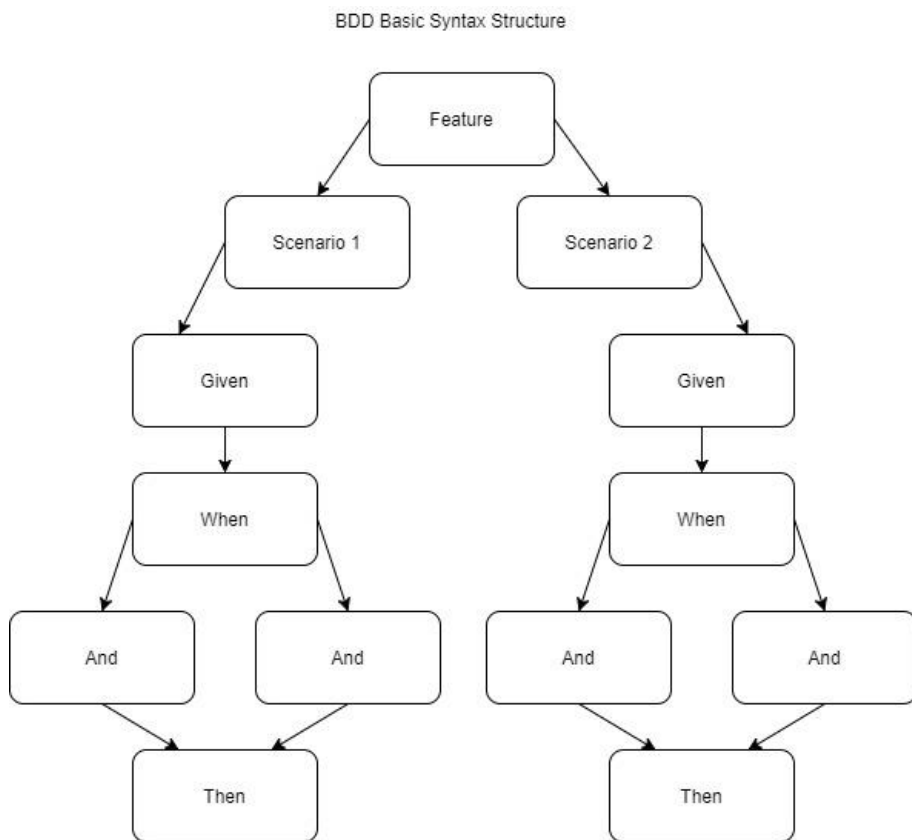 BDD Basic Syntax Structure
Feature
Scenario 1
Scenario 2
Given
Given
When
When
And
And
And
And
Then
Then